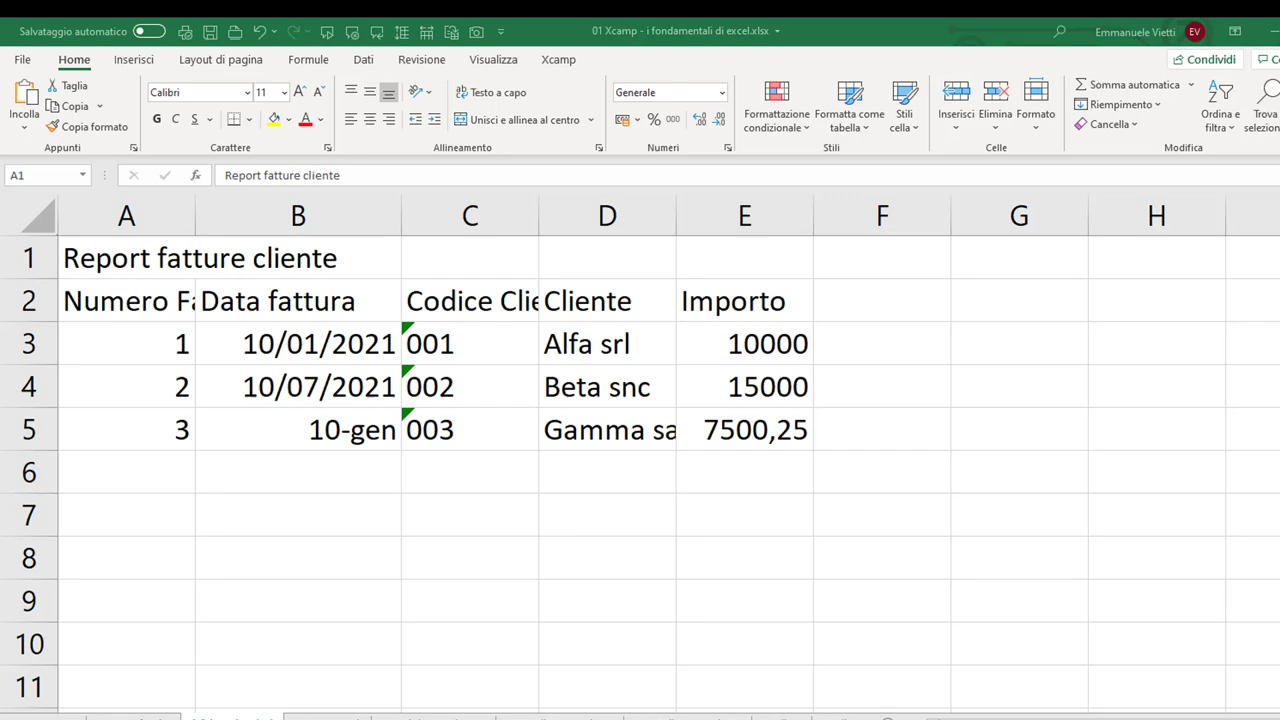 Salvataggio automatico
01 Xcamp - i fondamentali di excel.xlsx
Emmanuele Vietti EV
File Home Inserisci Layout di pagina Formule Dati Revisione Visualizza Xcamp Condividi
Incolla
Taglia
Copia
Copia formato
Appunti
Calibri 11
G C S
Carattere
Testo a capo
Unisci e allinea al centro
Allineamento
Generale
% 000
Numeri
Formattazione condizionale
Formatta come tabella
Stili cella
Stili
Inserisci Elimina Formato
Celle
Somma automatica
Riempimento
Cancella
Ordina e filtra
Modifica
A1 fx Report fatture cliente
A B C D E F G H
1 Report fatture cliente
2 Numero Fa Data fattura Codice Clie Cliente Importo
3 1 10/01/2021 001 Alfa srl 10000
4 2 10/07/2021 002 Beta snc 15000
5 3 10-gen 003 Gamma sa 7500,25
6
7
8
9
10
11